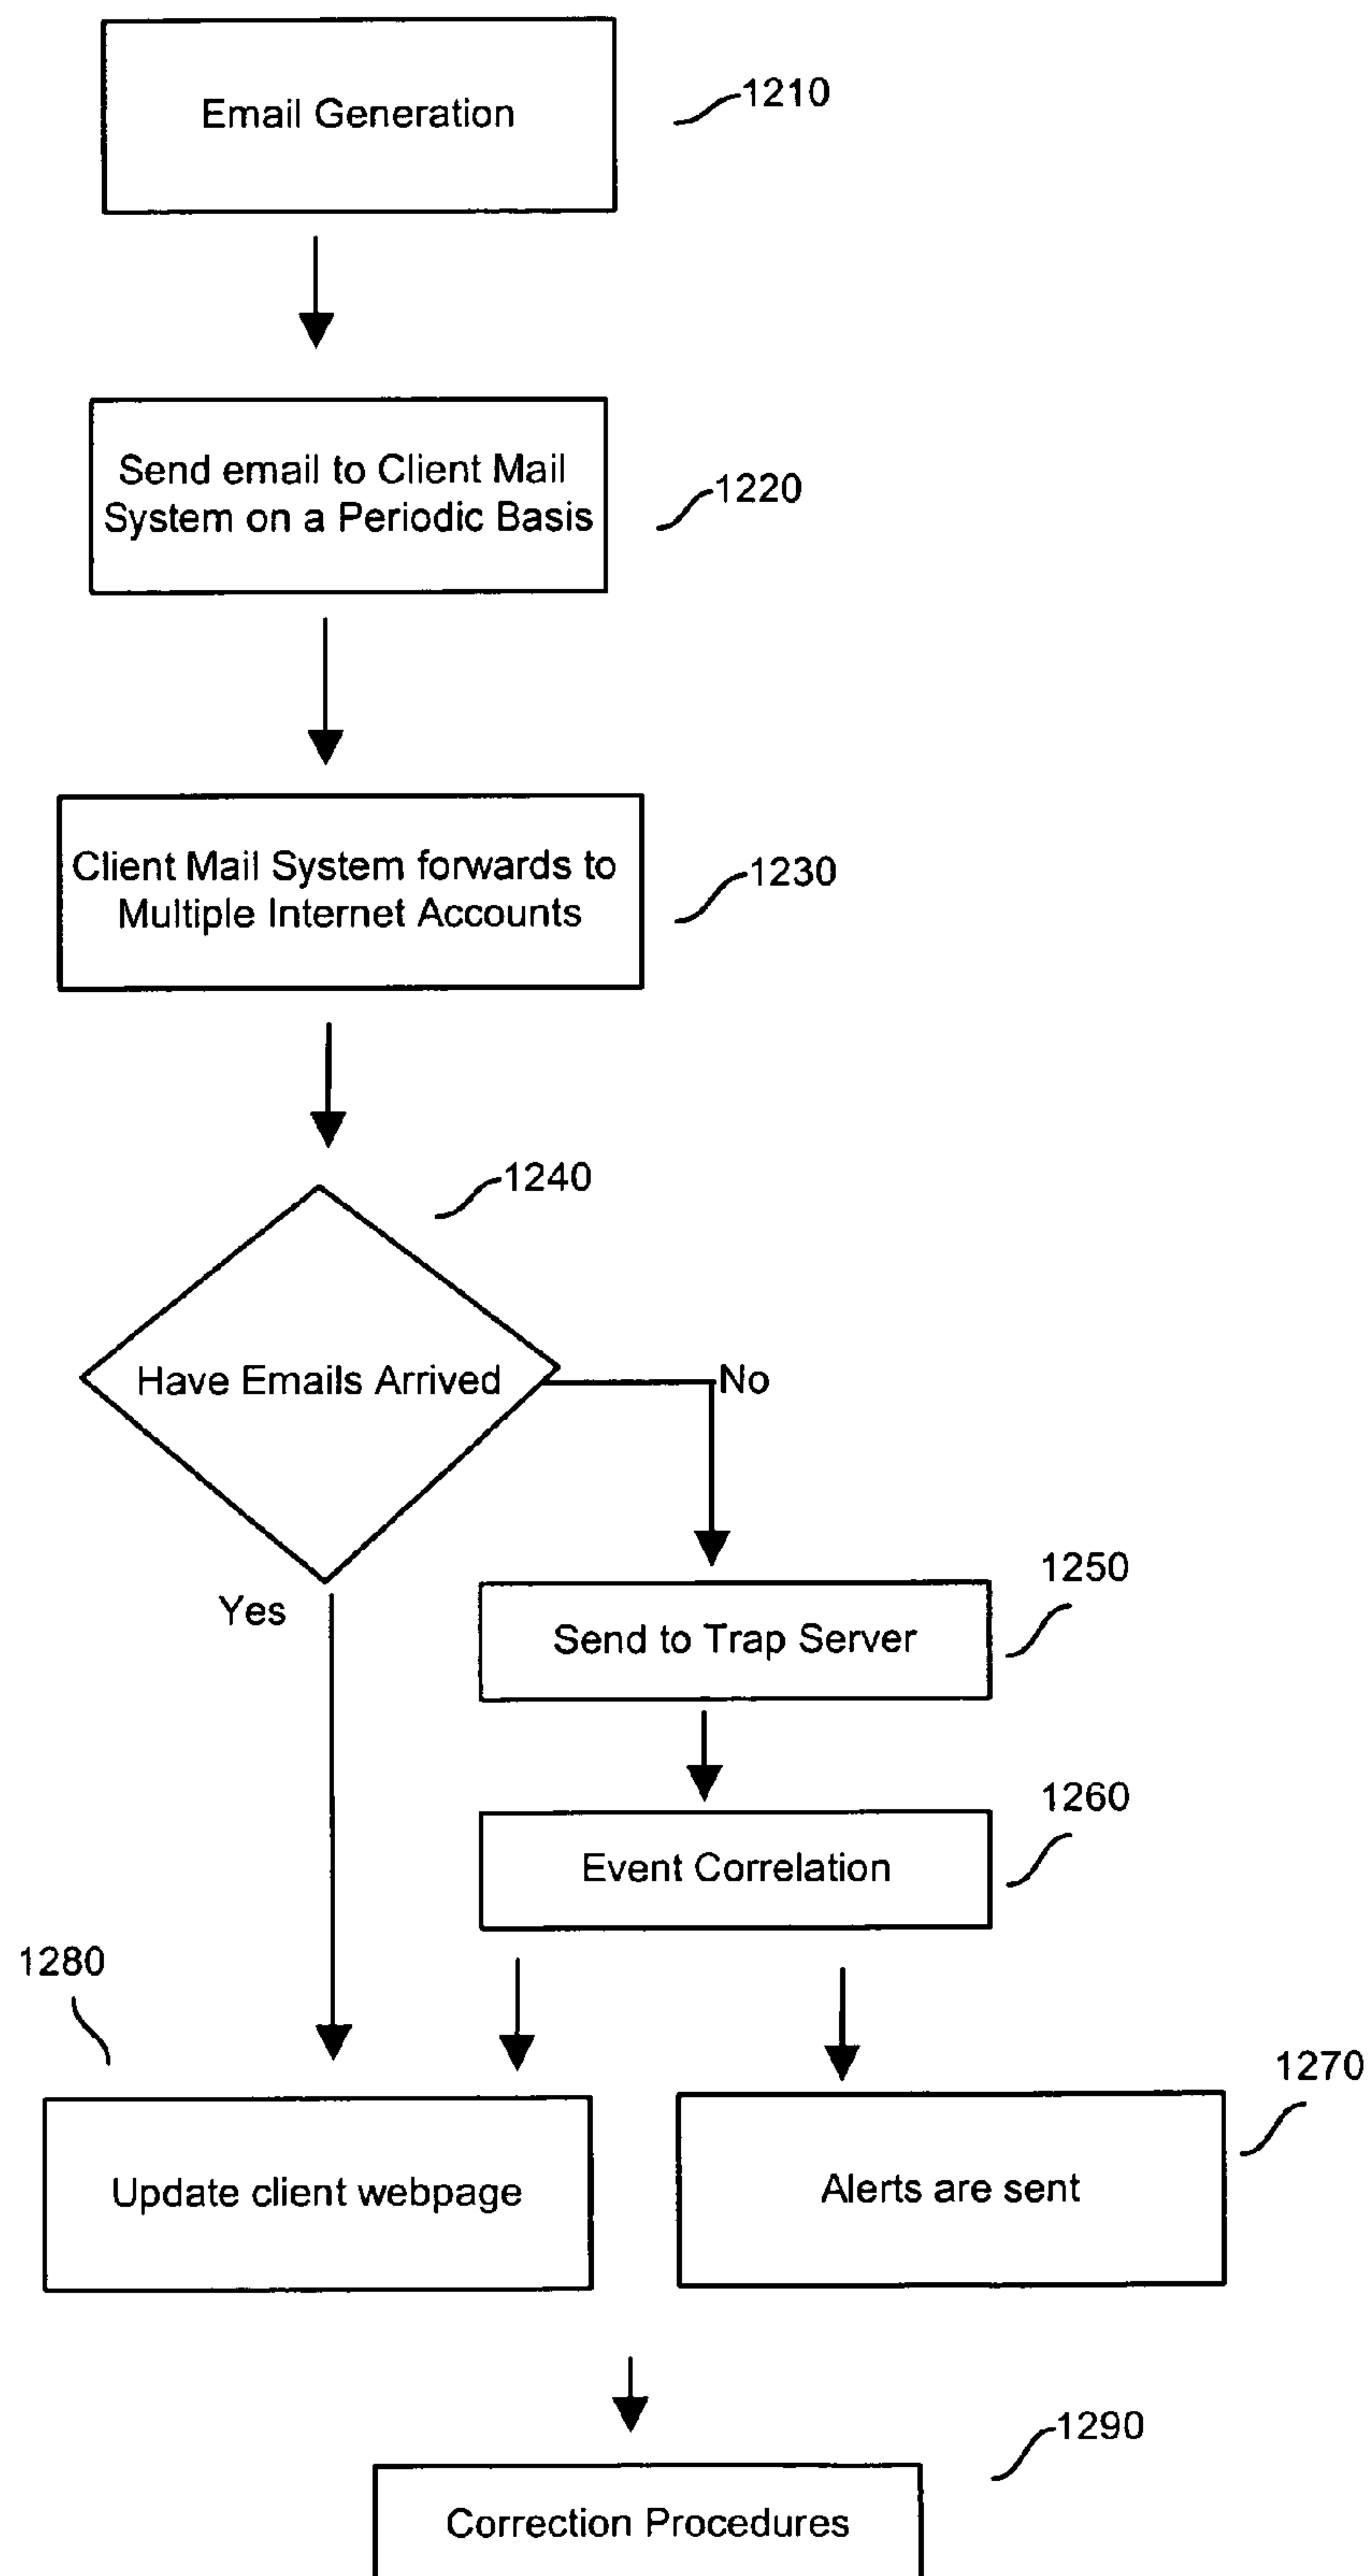 Email Generation
1210
Send email to Client Mail
System on a Periodic Basis
1220
Client Mail System forwards to
Multiple Internet Accounts
1230
1240
Have Emails Arrived
No
Yes
1250
Send to Trap Server
1260
Event Correlation
1280
1270
Update client webpage
Alerts are sent
1290
Correction Procedures